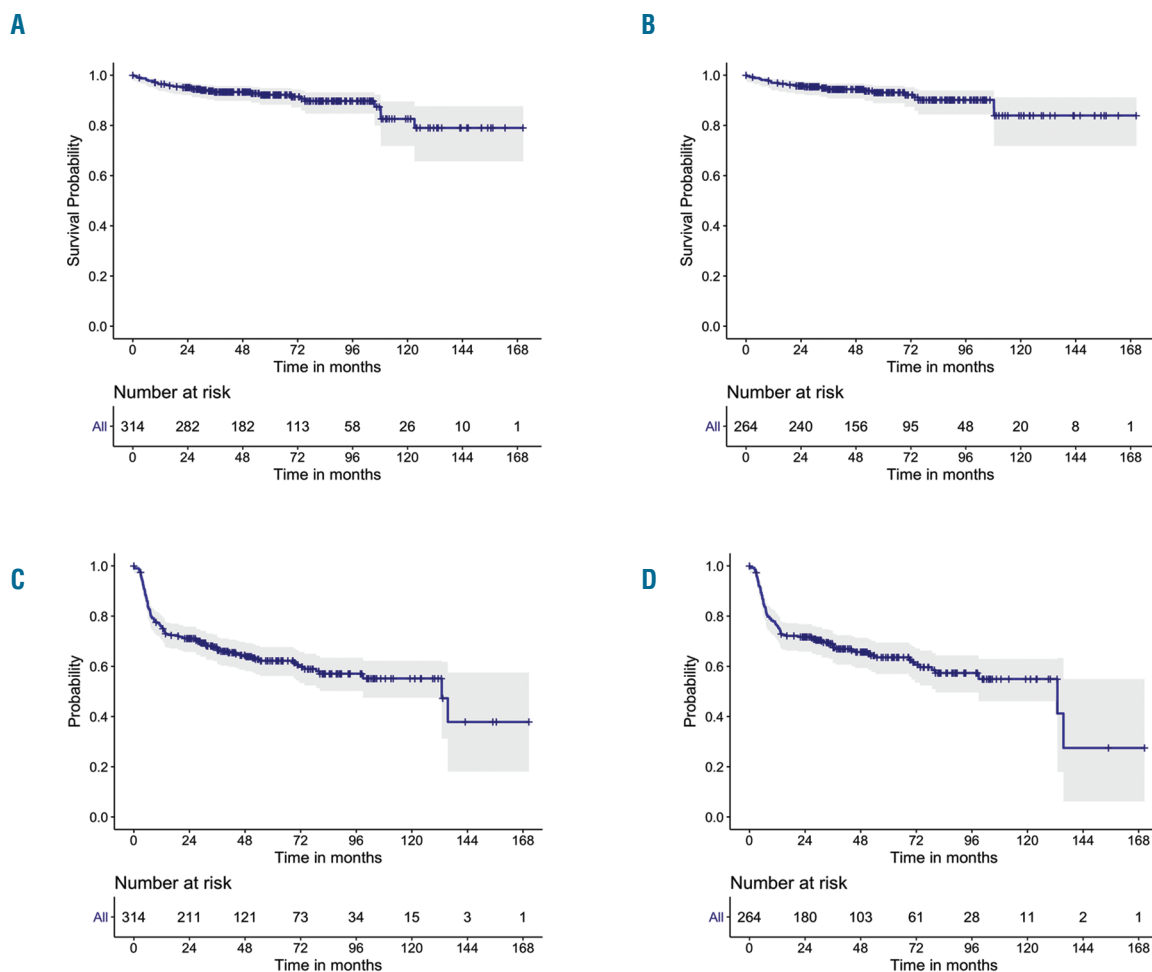 A
1.0
0.8
0.6
0.4
0.2
0.0
Survival Probability
0 24 48 72 96 120 144 168
Time in months
Number at risk
All 314 282 182 113 58 26 10 1
0 24 48 72 96 120 144 168
Time in months
B
1.0
0.8
0.6
0.4
0.2
0.0
Survival Probability
0 24 48 72 96 120 144 168
Time in months
Number at risk
All 264 240 156 95 48 20 8 1
0 24 48 72 96 120 144 168
Time in months
C
1.0
0.8
0.6
0.4
0.2
0.0
Probability
0 24 48 72 96 120 144 168
Time in months
Number at risk
All 314 211 121 73 34 15 3 1
0 24 48 72 96 120 144 168
Time in months
D
1.0
0.8
0.6
0.4
0.2
0.0
Probability
0 24 48 72 96 120 144 168
Time in months
Number at risk
All 264 180 103 61 28 11 2 1
0 24 48 72 96 120 144 168
Time in months